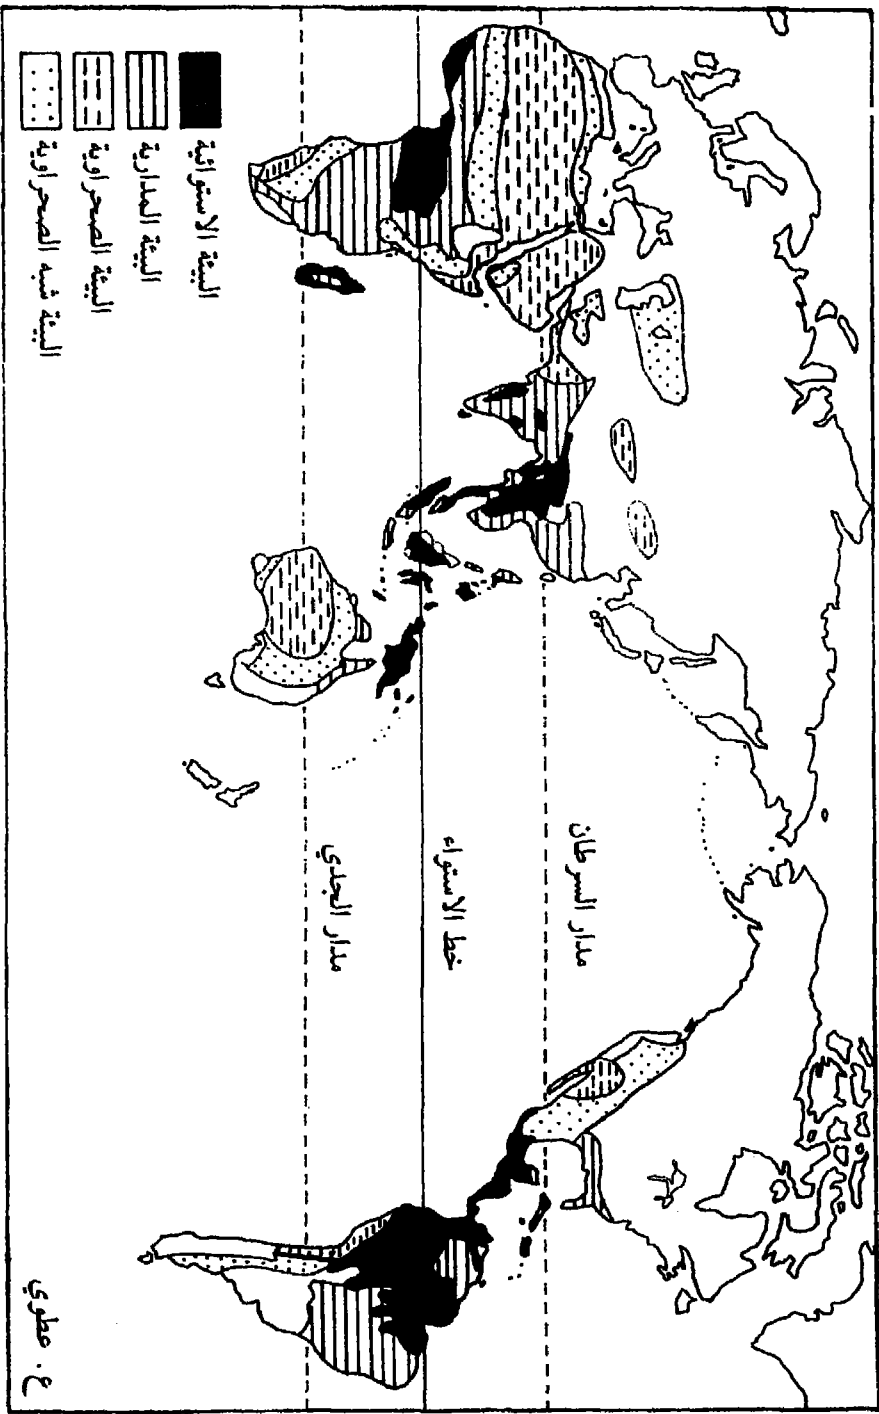 مدار السرطان
خط الاستواء
مدار الجدي
البيئة الاستوائية
البيئة المدارية
البيئة الصحراوية
البيئة شبه الصحراوية
ع. عطوي